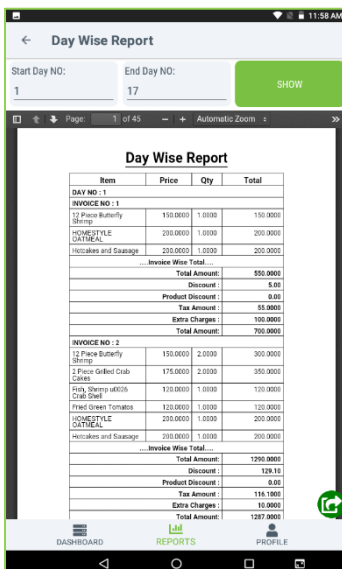 11:58 AM
Day Wise Report
Start Day NO: End Day NO:
1 17 SHOW
Page: 1 of 45 − + Automatic Zoom
Day Wise Report
Item Price Qty Total
DAY NO : 1
INVOICE NO : 1
12 Piece Butterfly Shrimp 150.0000 1.0000 150.0000
HOMESTYLE OATMEAL 200.0000 1.0000 200.0000
Hotcakes and Sausage 200.0000 1.0000 200.0000
....Invoice Wise Total....
Total Amount: 550.0000
Discount : 5.00
Product Discount : 0.00
Tax Amount : 55.0000
Extra Charges : 100.0000
Total Amount: 700.0000
INVOICE NO : 2
12 Piece Butterfly Shrimp 150.0000 2.0000 300.0000
2 Piece Grilled Crab Cakes 175.0000 2.0000 350.0000
Fish, Shrimp u0026 Crab Shell 120.0000 1.0000 120.0000
Fried Green Tomatos 120.0000 1.0000 120.0000
HOMESTYLE OATMEAL 200.0000 1.0000 200.0000
Hotcakes and Sausage 200.0000 1.0000 200.0000
....Invoice Wise Total....
Total Amount: 1290.0000
Discount : 129.10
Product Discount : 0.00
Tax Amount : 116.1000
Extra Charges : 10.0000
Total Amount: 1287.0000
DASHBOARD REPORTS PROFILE